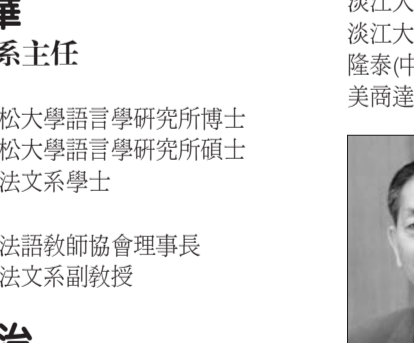 華
系主任
松大學語言學研究所博士
松大學語言學研究所碩士
法文系學士
法語教師協會理事長
法文系副教授
治
淡江大
淡江大
隆泰(中
美商達